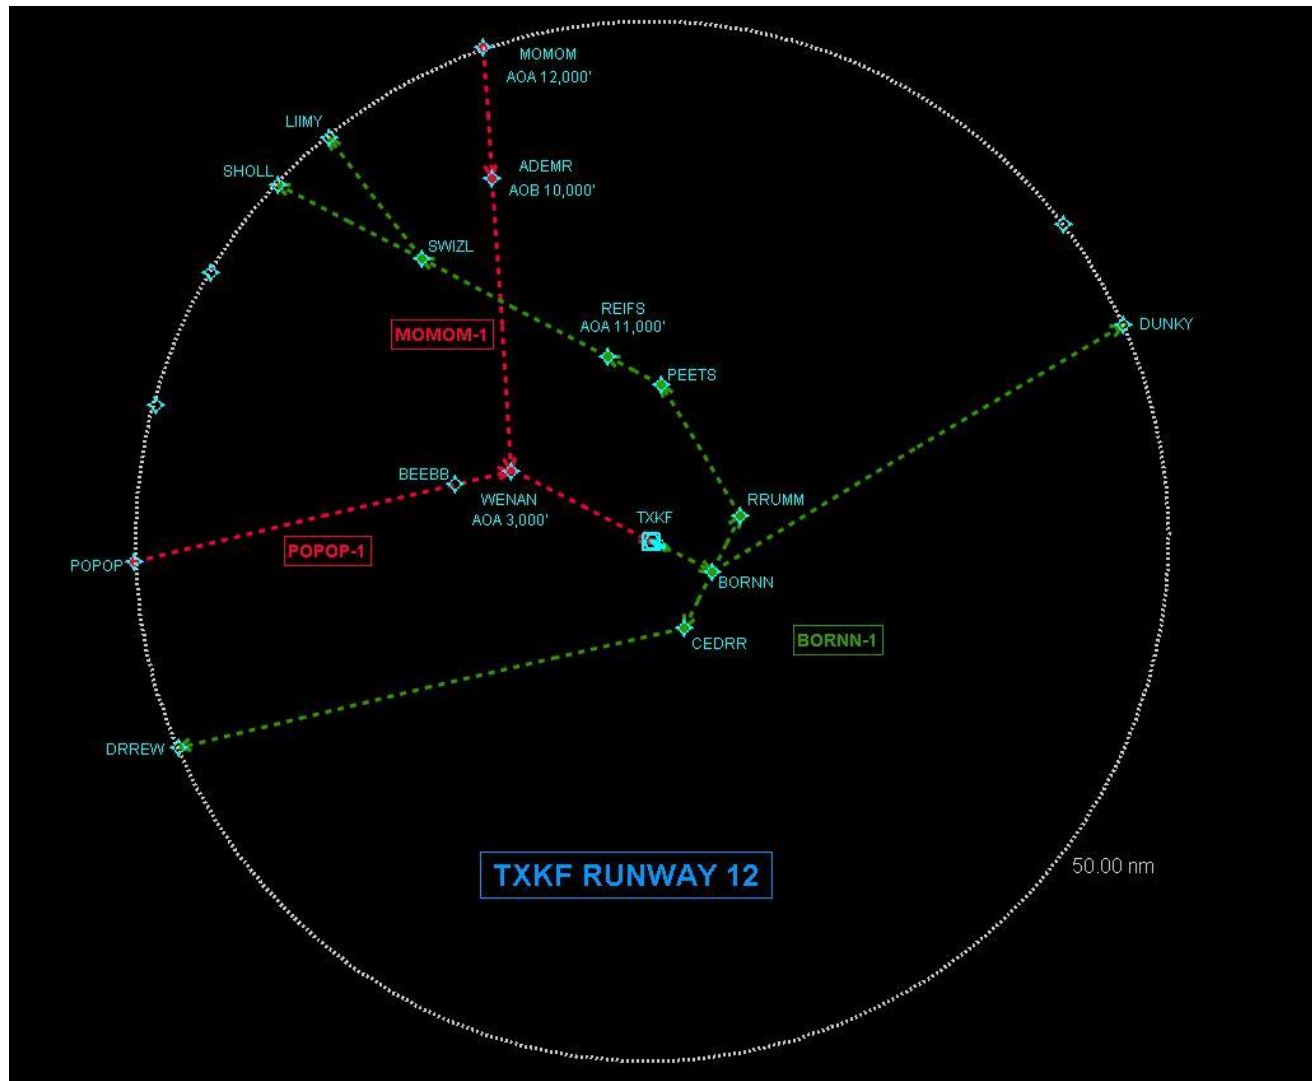 MOMOM
AOA 12,000'
LIIMY
ADEMR
AOB 10,000'
SHOLL
SWIZL
REIFS
AOA 11,000'
MOMOM-1
DUNKY
PEETS
BEEBB
WENAN
AOA 3,000'
RRUMM
TXKF
POPOP-1
POPOP
BORNN
CEDRR
BORNN-1
DRREW
50.00 nm
TXKF RUNWAY 12